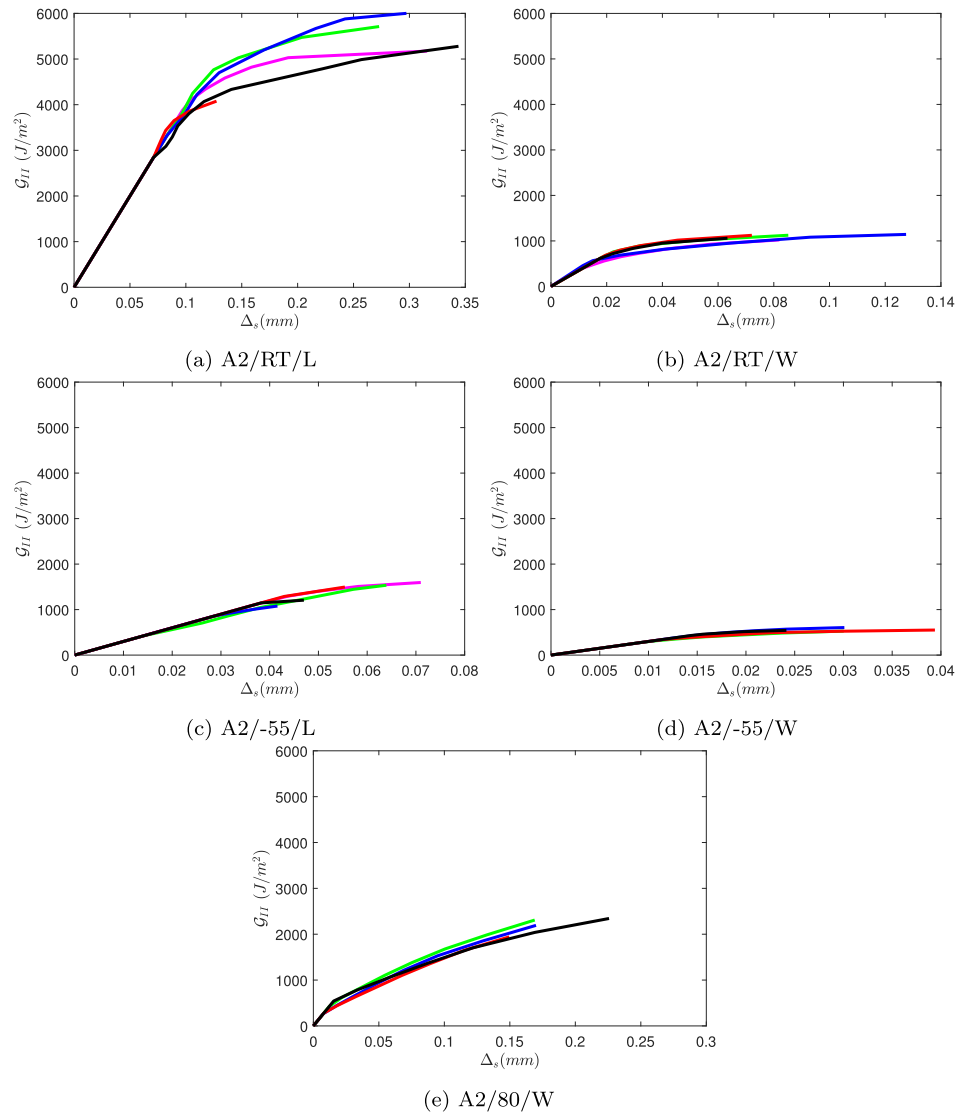 6000
5000
4000
3000
2000
1000
0
𝒢_II (J/m²)
0 0.05 0.1 0.15 0.2 0.25 0.3 0.35
Δ_s(mm)
(a) A2/RT/L
6000
5000
4000
3000
2000
1000
0
𝒢_II (J/m²)
0 0.02 0.04 0.06 0.08 0.1 0.12 0.14
Δ_s(mm)
(b) A2/RT/W
6000
5000
4000
3000
2000
1000
0
𝒢_II (J/m²)
0 0.01 0.02 0.03 0.04 0.05 0.06 0.07 0.08
Δ_s(mm)
(c) A2/-55/L
6000
5000
4000
3000
2000
1000
0
𝒢_II (J/m²)
0 0.005 0.01 0.015 0.02 0.025 0.03 0.035 0.04
Δ_s(mm)
(d) A2/-55/W
6000
5000
4000
3000
2000
1000
0
𝒢_II (J/m²)
0 0.05 0.1 0.15 0.2 0.25 0.3
Δ_s(mm)
(e) A2/80/W